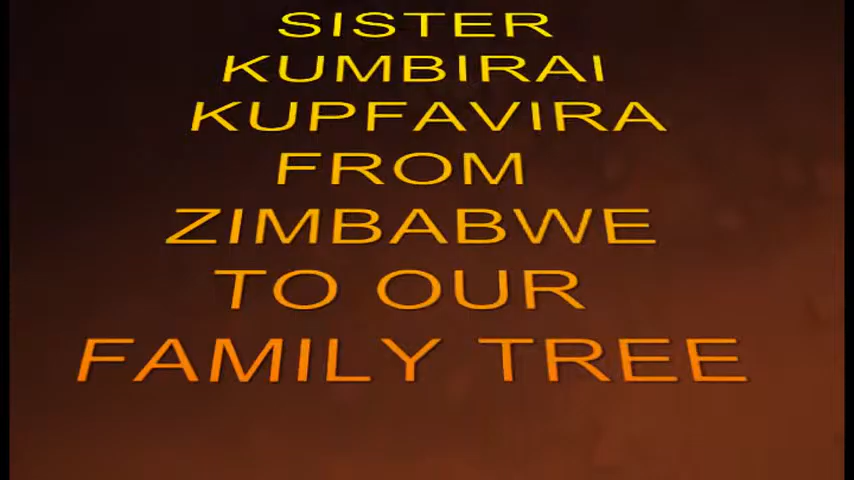 SISTER
KUMBIRAI
KUPFAVIRA
FROM
ZIMBABWE
TO OUR
FAMILY TREE